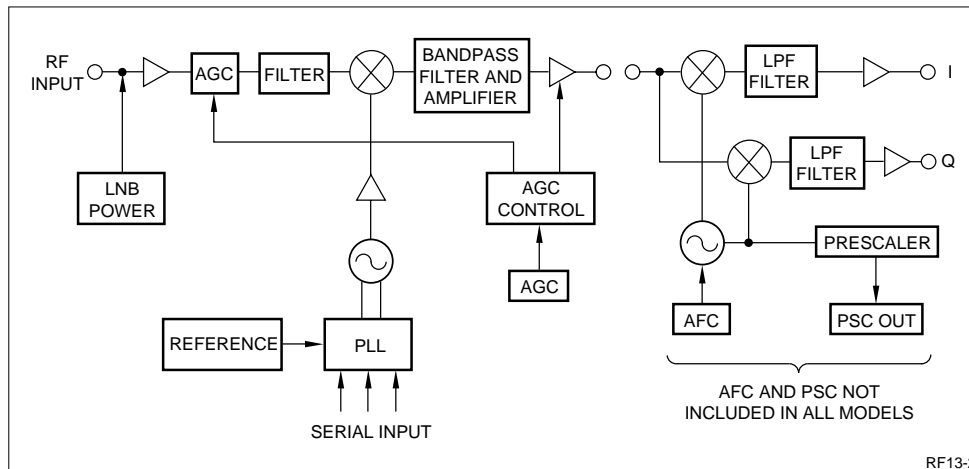 RF
INPUT
AGC
FILTER
BANDPASS
FILTER AND
AMPLIFIER
LPF
FILTER
I
LNB
POWER
AGC
CONTROL
LPF
FILTER
Q
PRESCALER
AGC
AFC
PSC OUT
REFERENCE
PLL
SERIAL INPUT
AFC AND PSC NOT
INCLUDED IN ALL MODELS